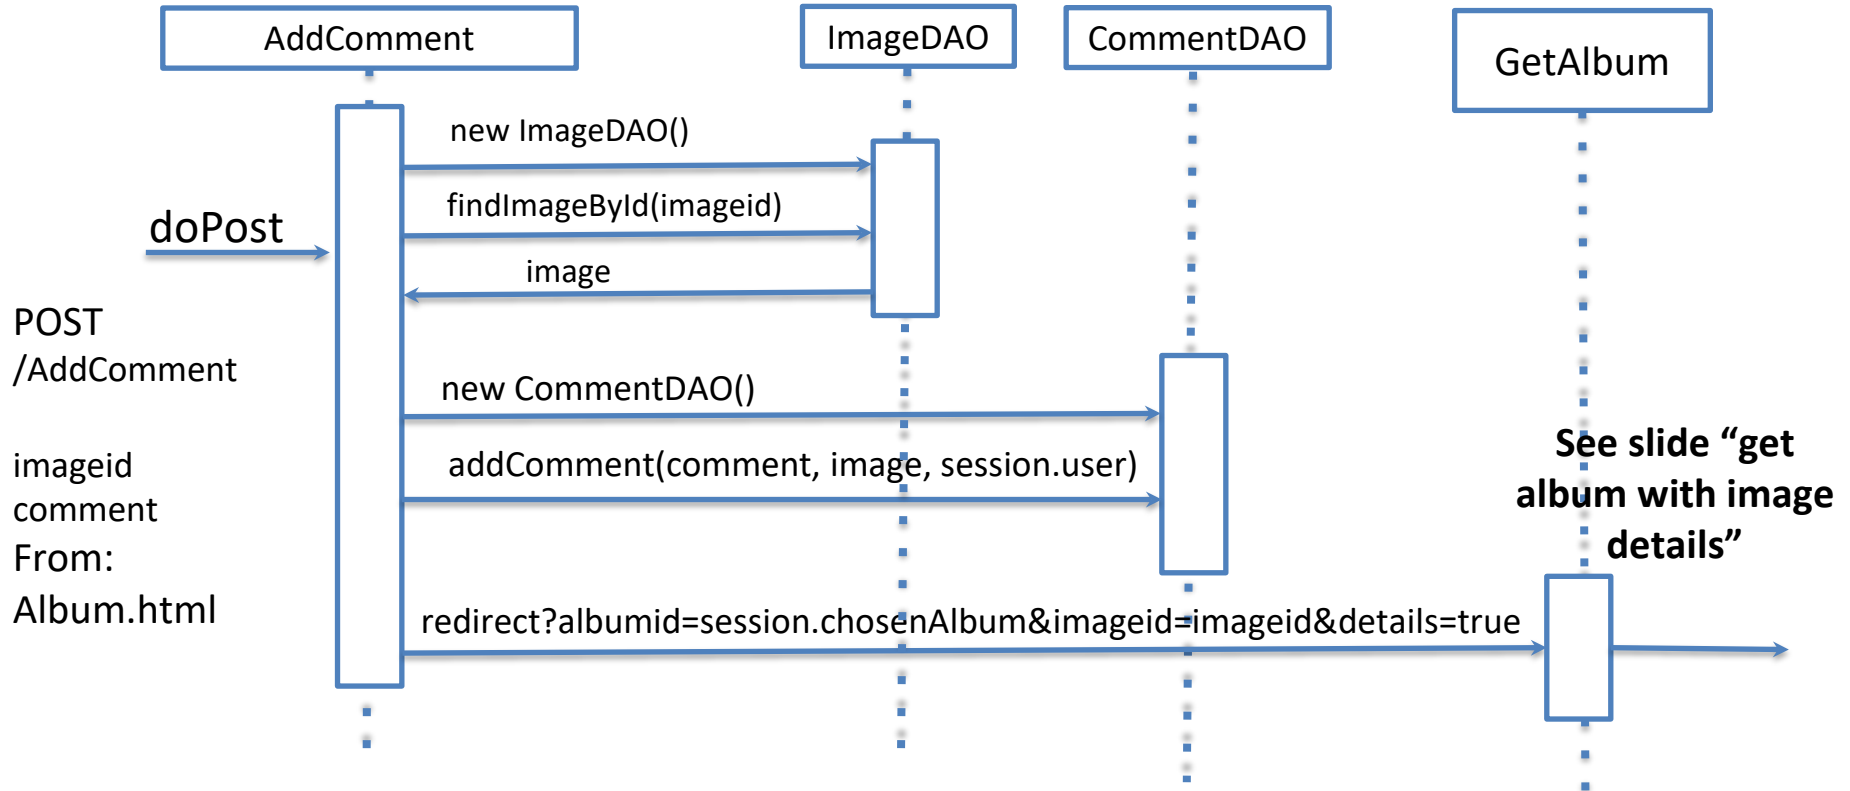 AddComment
ImageDAO
CommentDAO
GetAlbum
new ImageDAO()
findImageById(imageid)
doPost
image
POST
/AddComment
new CommentDAO()
imageid
comment
From:
Album.html
addComment(comment, image, session.user)
See slide “get
album with image
details”
redirect?albumid=session.chosenAlbum&imageid=imageid&details=true